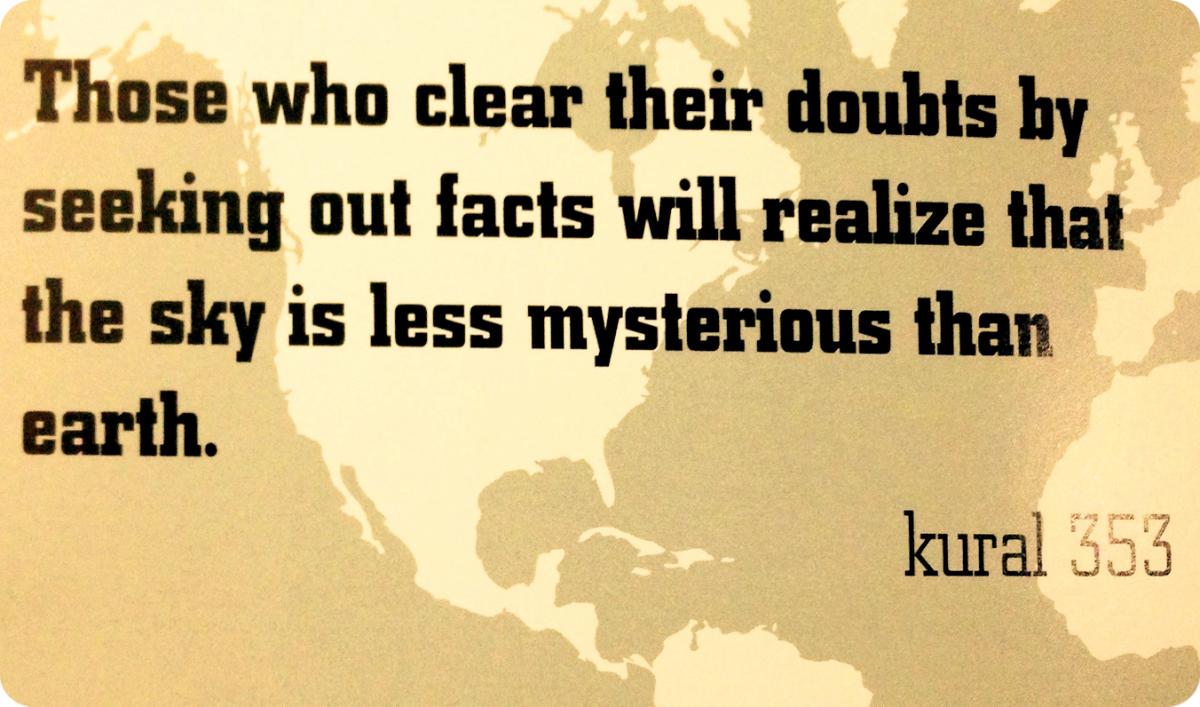 Those who clear their doubts by
seeking out facts will realize that
the sky is less mysterious than
earth.
kural 353